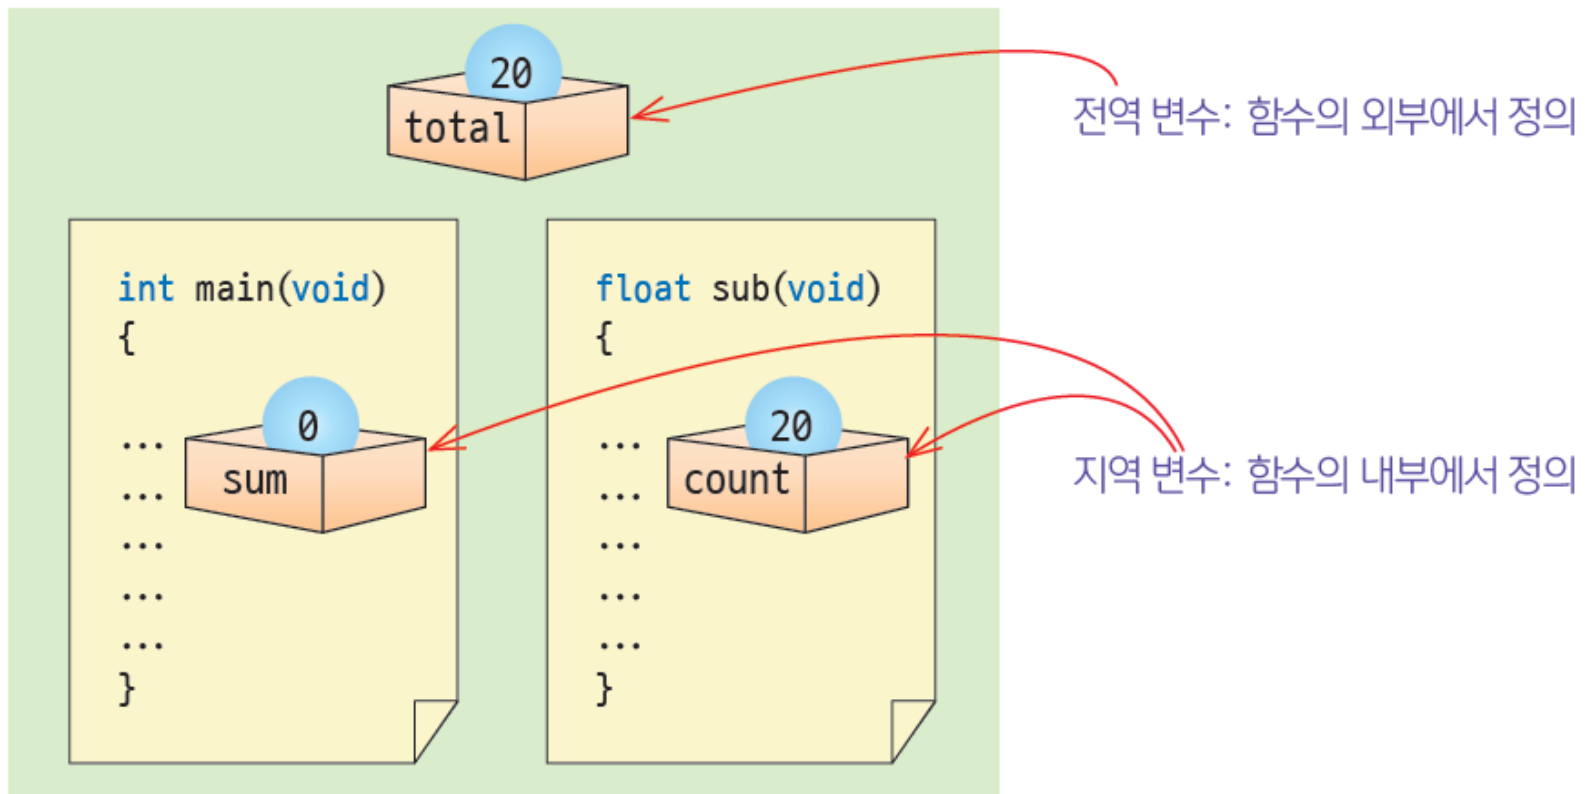 20
total
전역 변수: 함수의 외부에서 정의
int main(void)
{
0
...
sum
...
...
...
...
}
float sub(void)
{
20
...
count
...
...
...
...
}
지역 변수: 함수의 내부에서 정의